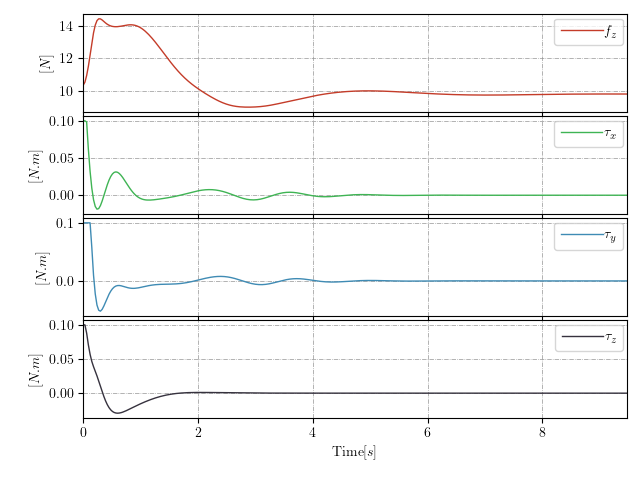 14
12
10
[N]
f_z
0.10
0.05
0.00
[N.m]
τ_x
0.1
0.0
[N.m]
τ_y
0.10
0.05
0.00
[N.m]
τ_z
0 2 4 6 8
Time[s]